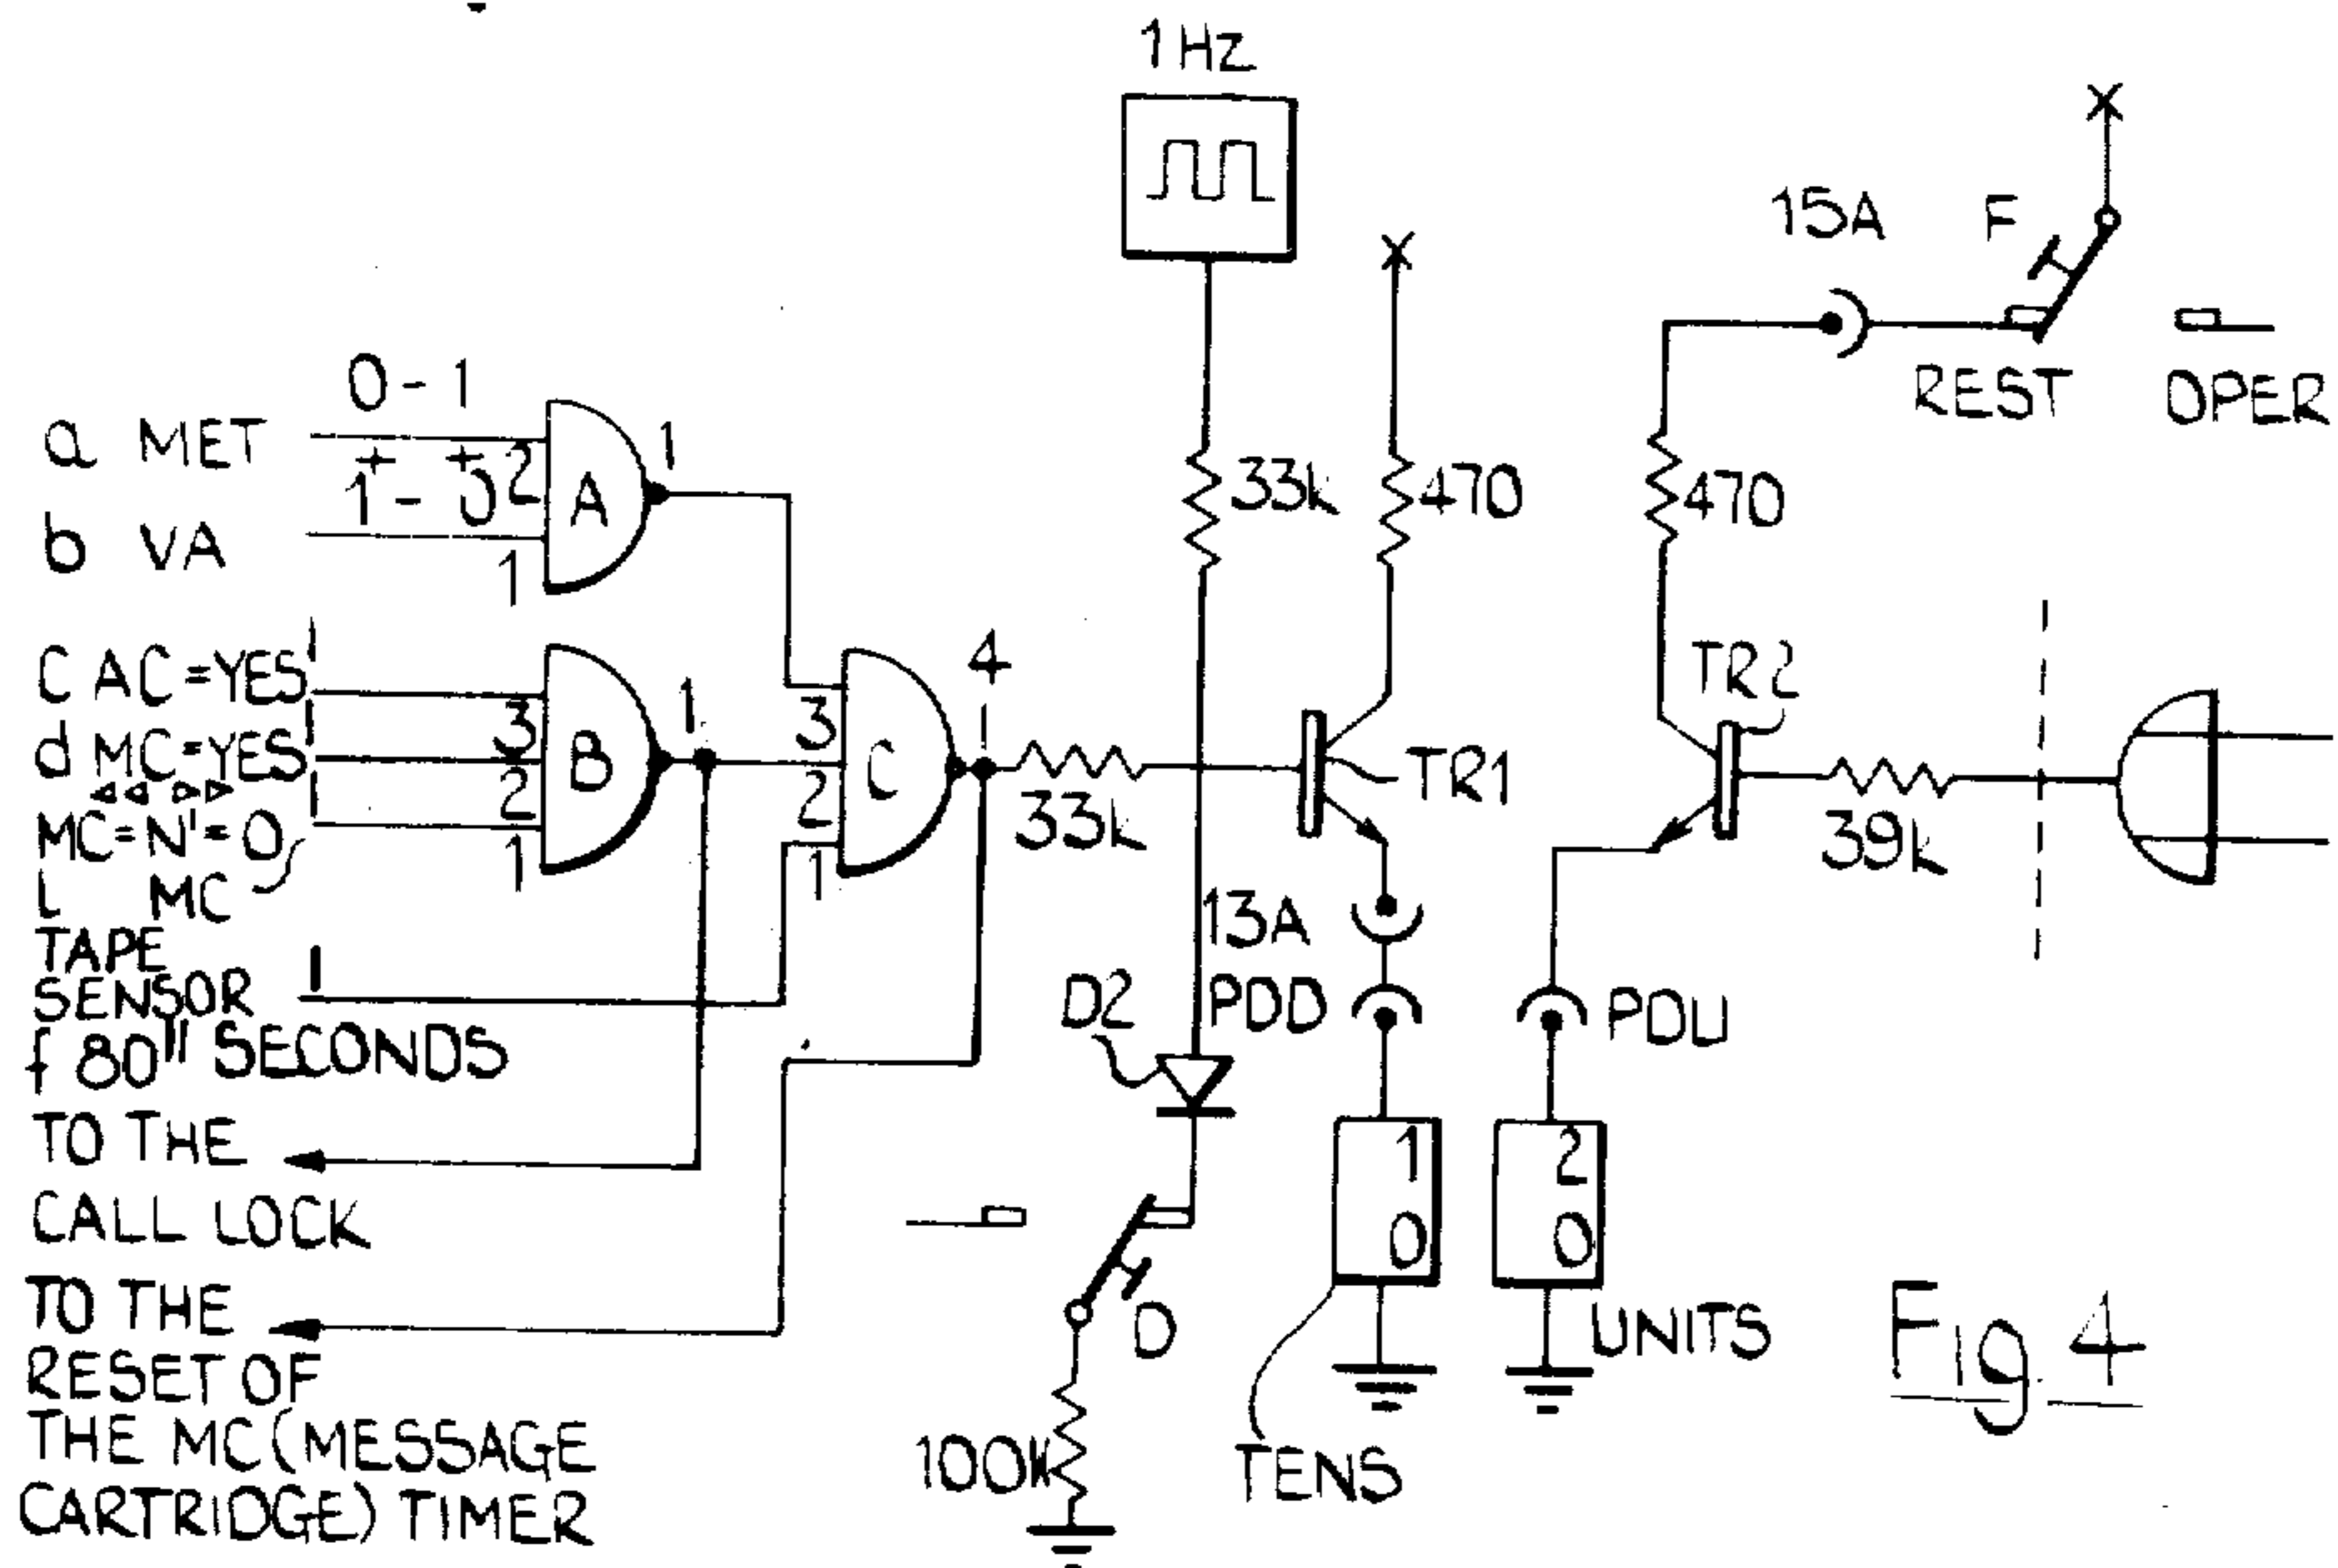 1 HZ
15A F
REST OPER
0 - 1
a MET
1 - 0
b VA
2
1
A
1
33k
470
470
C AC=YES
d MC=YES
MC=N'=0
L MC
TAPE
SENSOR
f 80" SECONDS
3
2
1
B
1
3
2
1
C
4
33k
TR1
TR2
39k
13A
D2
PDD
PDU
TO THE
CALL LOCK
TO THE
RESET OF
THE MC (MESSAGE
CARTRIDGE) TIMER
D
100K
1
0
2
0
UNITS
TENS
Fig. 4